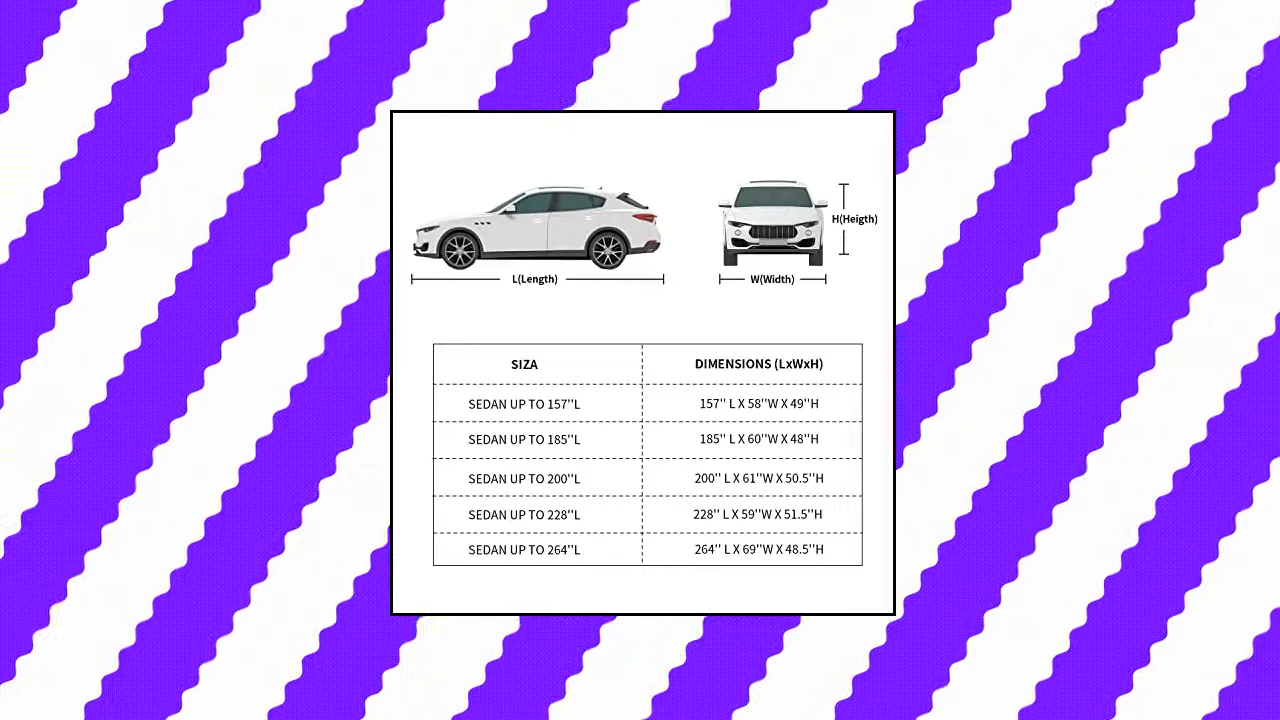 H(Heigth)
L(Length)
W(Width)
SIZA DIMENSIONS (LxWxH)
SEDAN UP TO 157''L 157'' L X 58''W X 49''H
SEDAN UP TO 185''L 185'' L X 60''W X 48''H
SEDAN UP TO 200''L 200'' L X 61''W X 50.5''H
SEDAN UP TO 228''L 228'' L X 59''W X 51.5''H
SEDAN UP TO 264''L 264'' L X 69''W X 48.5''H